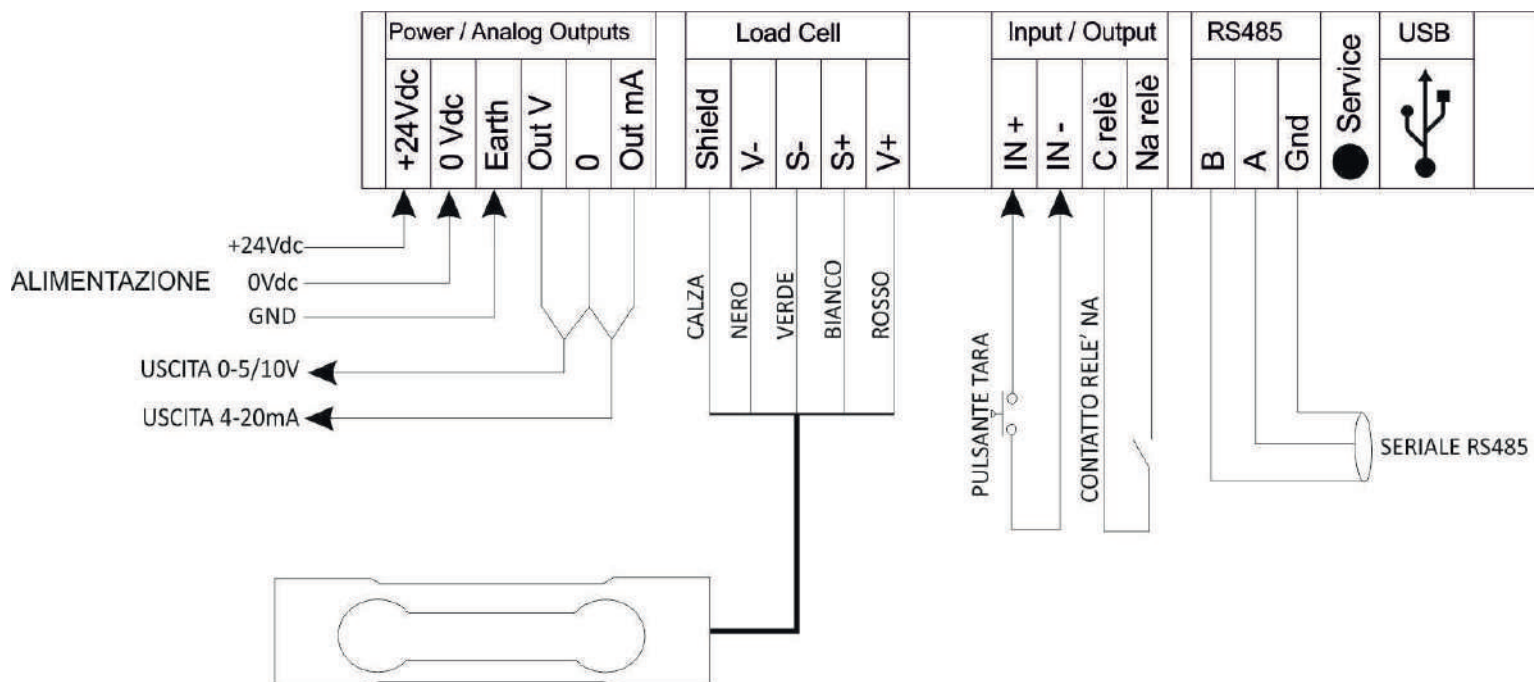 Power / Analog Outputs
Load Cell
Input / Output
RS485
Service
USB
+24Vdc
0 Vdc
Earth
Out V
0
Out mA
Shield
V-
S-
S+
V+
IN +
IN -
C relè
Na relè
B
A
Gnd
ALIMENTAZIONE
+24Vdc
0Vdc
GND
USCITA 0-5/10V
USCITA 4-20mA
CALZA
NERO
VERDE
BIANCO
ROSSO
PULSANTE TARA
CONTATTO RELE' NA
SERIALE RS485